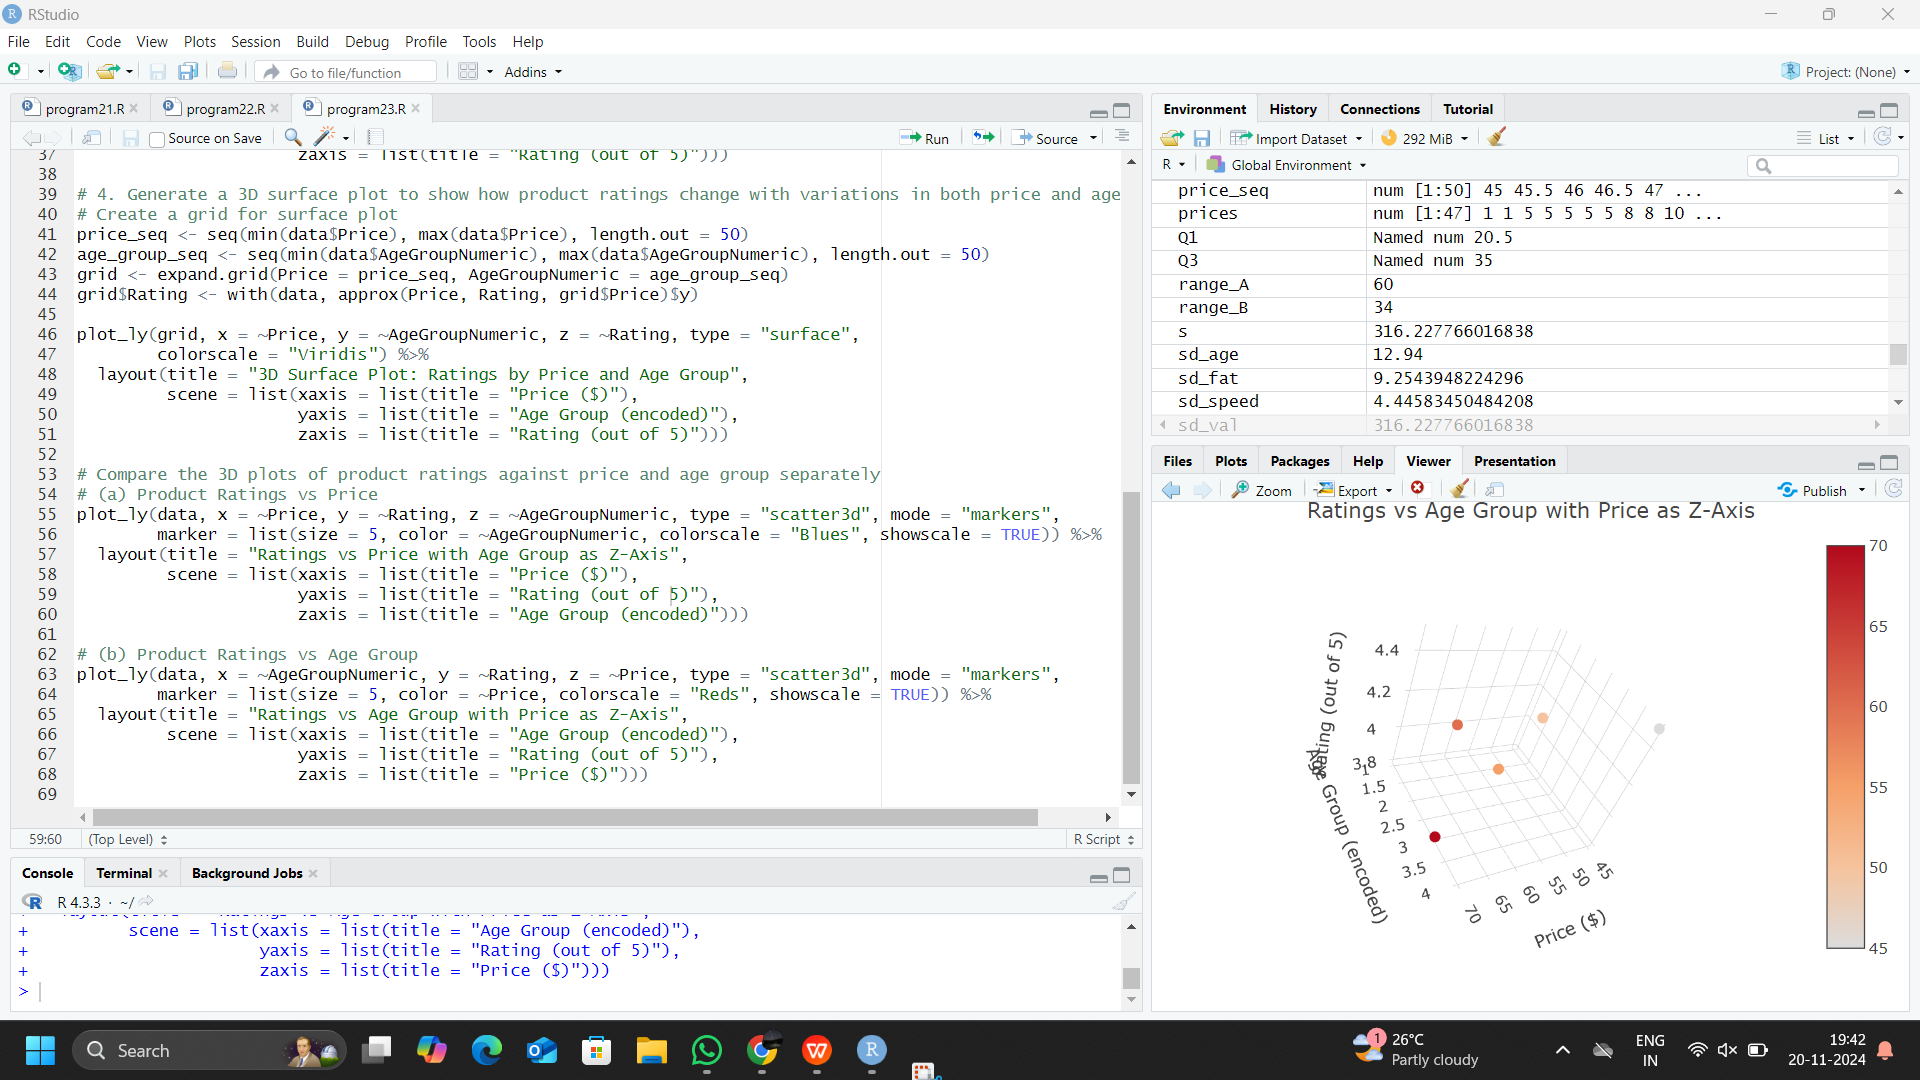 RStudio
File Edit Code View Plots Session Build Debug Profile Tools Help
Go to file/function Addins Project: (None)
program21.R program22.R program23.R
Source on Save Run Source
37 zaxis = list(title = "Rating (out of 5)")))
38
39 # 4. Generate a 3D surface plot to show how product ratings change with variations in both price and age
40 # Create a grid for surface plot
41 price_seq <- seq(min(data$Price), max(data$Price), length.out = 50)
42 age_group_seq <- seq(min(data$AgeGroupNumeric), max(data$AgeGroupNumeric), length.out = 50)
43 grid <- expand.grid(Price = price_seq, AgeGroupNumeric = age_group_seq)
44 grid$Rating <- with(data, approx(Price, Rating, grid$Price)$y)
45
46 plot_ly(grid, x = ~Price, y = ~AgeGroupNumeric, z = ~Rating, type = "surface",
47 colorscale = "Viridis") %>%
48 layout(title = "3D Surface Plot: Ratings by Price and Age Group",
49 scene = list(xaxis = list(title = "Price ($)"),
50 yaxis = list(title = "Age Group (encoded)"),
51 zaxis = list(title = "Rating (out of 5)")))
52
53 # Compare the 3D plots of product ratings against price and age group separately
54 # (a) Product Ratings vs Price
55 plot_ly(data, x = ~Price, y = ~Rating, z = ~AgeGroupNumeric, type = "scatter3d", mode = "markers",
56 marker = list(size = 5, color = ~AgeGroupNumeric, colorscale = "Blues", showscale = TRUE)) %>%
57 layout(title = "Ratings vs Price with Age Group as Z-Axis",
58 scene = list(xaxis = list(title = "Price ($)"),
59 yaxis = list(title = "Rating (out of 5)"),
60 zaxis = list(title = "Age Group (encoded)")))
61
62 # (b) Product Ratings vs Age Group
63 plot_ly(data, x = ~AgeGroupNumeric, y = ~Rating, z = ~Price, type = "scatter3d", mode = "markers",
64 marker = list(size = 5, color = ~Price, colorscale = "Reds", showscale = TRUE)) %>%
65 layout(title = "Ratings vs Age Group with Price as Z-Axis",
66 scene = list(xaxis = list(title = "Age Group (encoded)"),
67 yaxis = list(title = "Rating (out of 5)"),
68 zaxis = list(title = "Price ($)")))
69
59:60 (Top Level) R Script
Console Terminal Background Jobs
R 4.3.3 · ~/
+ scene = list(xaxis = list(title = "Age Group (encoded)"),
+ yaxis = list(title = "Rating (out of 5)"),
+ zaxis = list(title = "Price ($)")))
>
Environment History Connections Tutorial
Import Dataset 292 MiB List
R Global Environment
price_seq num [1:50] 45 45.5 46 46.5 47 ...
prices num [1:47] 1 1 5 5 5 5 5 8 8 10 ...
Q1 Named num 20.5
Q3 Named num 35
range_A 60
range_B 34
s 316.227766016838
sd_age 12.94
sd_fat 9.2543948224296
sd_speed 4.44583450484208
sd_val 316.227766016838
Files Plots Packages Help Viewer Presentation
Zoom Export Publish
Ratings vs Age Group with Price as Z-Axis
Rating (out of 5)
4.4
4.2
4
3.8
Age Group (encoded)
1
1.5
2
2.5
3
3.5
4
70 65 60 55 50 45
Price ($)
70
65
60
55
50
45
Search
1
26°C
Partly cloudy
ENG
IN
19:42
20-11-2024